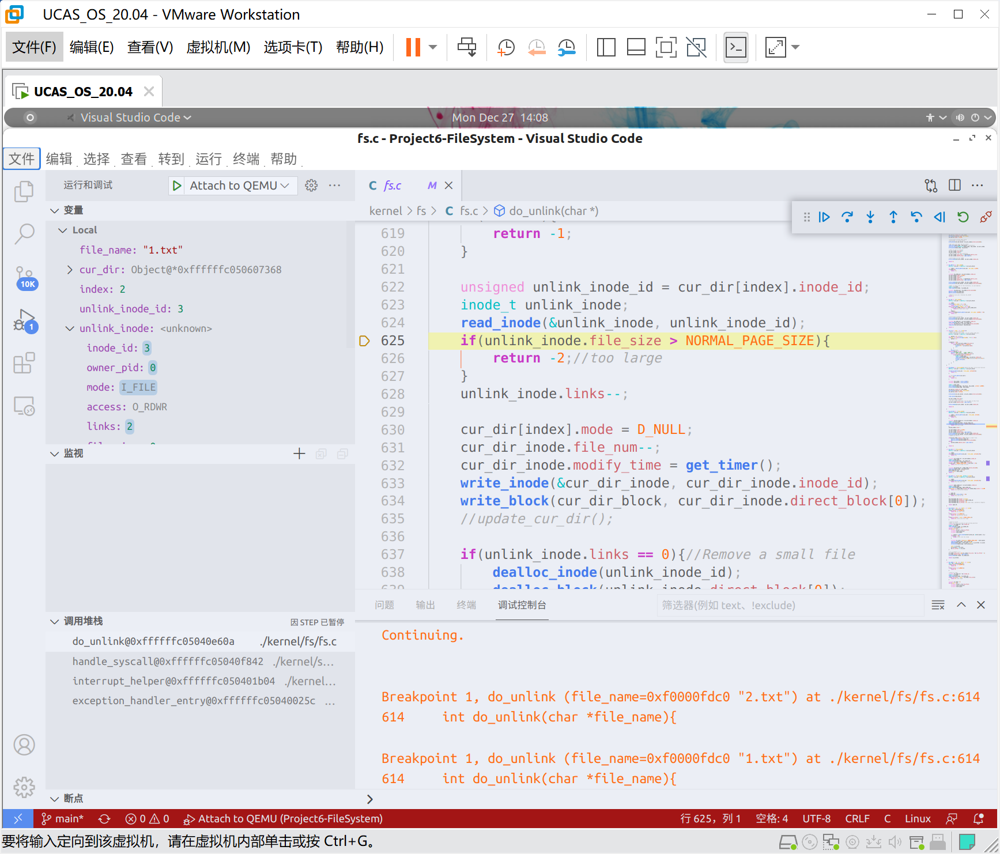 UCAS_OS_20.04 - VMware Workstation
文件(F) 编辑(E) 查看(V) 虚拟机(M) 选项卡(T) 帮助(H)
UCAS_OS_20.04
Visual Studio Code Mon Dec 27 14:08
fs.c - Project6-FileSystem - Visual Studio Code
文件 编辑 选择 查看 转到 运行 终端 帮助
运行和调试 Attach to QEMU
C fs.c M
变量
kernel > fs > C fs.c > do_unlink(char *)
Local
file_name: "1.txt"
cur_dir: Object@*0xffffffc050607368
index: 2
unlink_inode_id: 3
unlink_inode: <unknown>
inode_id: 3
owner_pid: 0
mode: I_FILE
access: O_RDWR
links: 2
监视
10K
1
619 return -1;
620 }
621
622 unsigned unlink_inode_id = cur_dir[index].inode_id;
623 inode_t unlink_inode;
624 read_inode(&unlink_inode, unlink_inode_id);
625 if(unlink_inode.file_size > NORMAL_PAGE_SIZE){
626 return -2;//too large
627 }
628 unlink_inode.links--;
629
630 cur_dir[index].mode = D_NULL;
631 cur_dir_inode.file_num--;
632 cur_dir_inode.modify_time = get_timer();
633 write_inode(&cur_dir_inode, cur_dir_inode.inode_id);
634 write_block(cur_dir_block, cur_dir_inode.direct_block[0]);
635 //update_cur_dir();
636
637 if(unlink_inode.links == 0){//Remove a small file
638 dealloc_inode(unlink_inode_id);
639 dealloc_block(unlink_inode.direct_block[0]);
调用堆栈 因 STEP 已暂停
do_unlink@0xffffffc05040e60a ./kernel/fs/fs.c
handle_syscall@0xffffffc05040f842 ./kernel/s...
interrupt_helper@0xffffffc050401b04 ./kernel...
exception_handler_entry@0xffffffc05040025c ...
断点
问题 输出 终端 调试控制台 筛选器(例如 text、!exclude)
Continuing.
Breakpoint 1, do_unlink (file_name=0xf0000fdc0 "2.txt") at ./kernel/fs/fs.c:614
614 int do_unlink(char *file_name){
Breakpoint 1, do_unlink (file_name=0xf0000fdc0 "1.txt") at ./kernel/fs/fs.c:614
614 int do_unlink(char *file_name){
main* 0 0 Attach to QEMU (Project6-FileSystem) 行 625，列 1 空格: 4 UTF-8 CRLF C Linux
要将输入定向到该虚拟机，请在虚拟机内部单击或按 Ctrl+G。